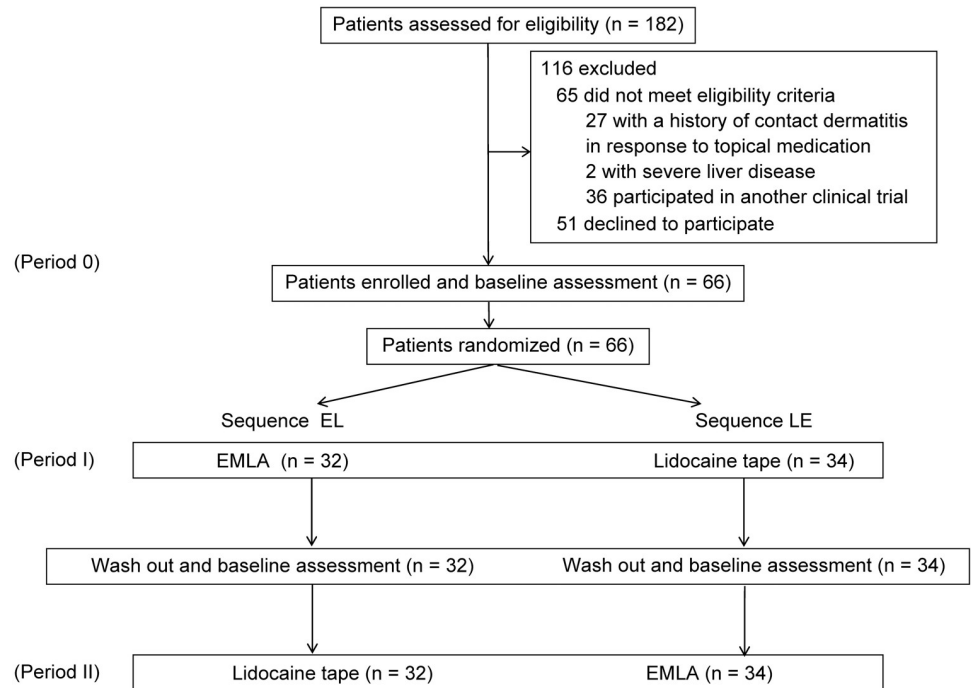 Patients assessed for eligibility (n = 182)
116 excluded
65 did not meet eligibility criteria
27 with a history of contact dermatitis
in response to topical medication
2 with severe liver disease
36 participated in another clinical trial
51 declined to participate
(Period 0)
Patients enrolled and baseline assessment (n = 66)
Patients randomized (n = 66)
Sequence EL
Sequence LE
(Period I)
EMLA (n = 32)
Lidocaine tape (n = 34)
Wash out and baseline assessment (n = 32)
Wash out and baseline assessment (n = 34)
(Period II)
Lidocaine tape (n = 32)
EMLA (n = 34)